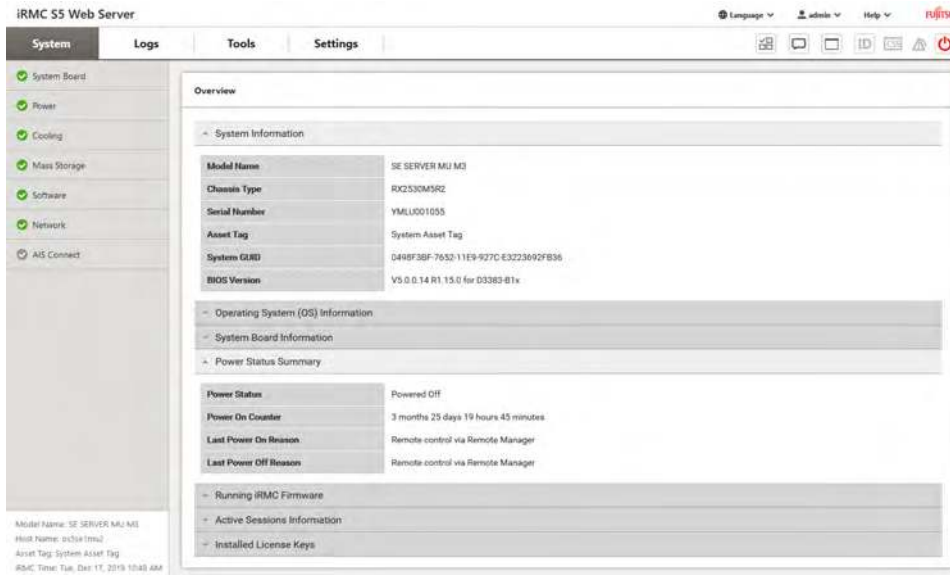 iRMC S5 Web Server
Language
admin
Help
System
Logs
Tools
Settings
ID
CSS
System Board
Power
Cooling
Mass Storage
Software
Network
AIS Connect
Overview
System Information
Model Name SE SERVER MU M3
Chassis Type RX2530M5R2
Serial Number YMLU001055
Asset Tag System Asset Tag
System GUID 0498F3BF-7652-11E9-927C-E3223692FB36
BIOS Version V5.0.0.14 R1.15.0 for D3383-B1x
Operating System (OS) Information
System Board Information
Power Status Summary
Power Status Powered Off
Power On Counter 3 months 25 days 19 hours 45 minutes
Last Power On Reason Remote control via Remote Manager
Last Power Off Reason Remote control via Remote Manager
Running iRMC Firmware
Active Sessions Information
Installed License Keys
Model Name: SE SERVER MU M3
Host Name:
Asset Tag: System Asset Tag
iRMC Time: Tue, Dec 17, 2019 10:48 AM